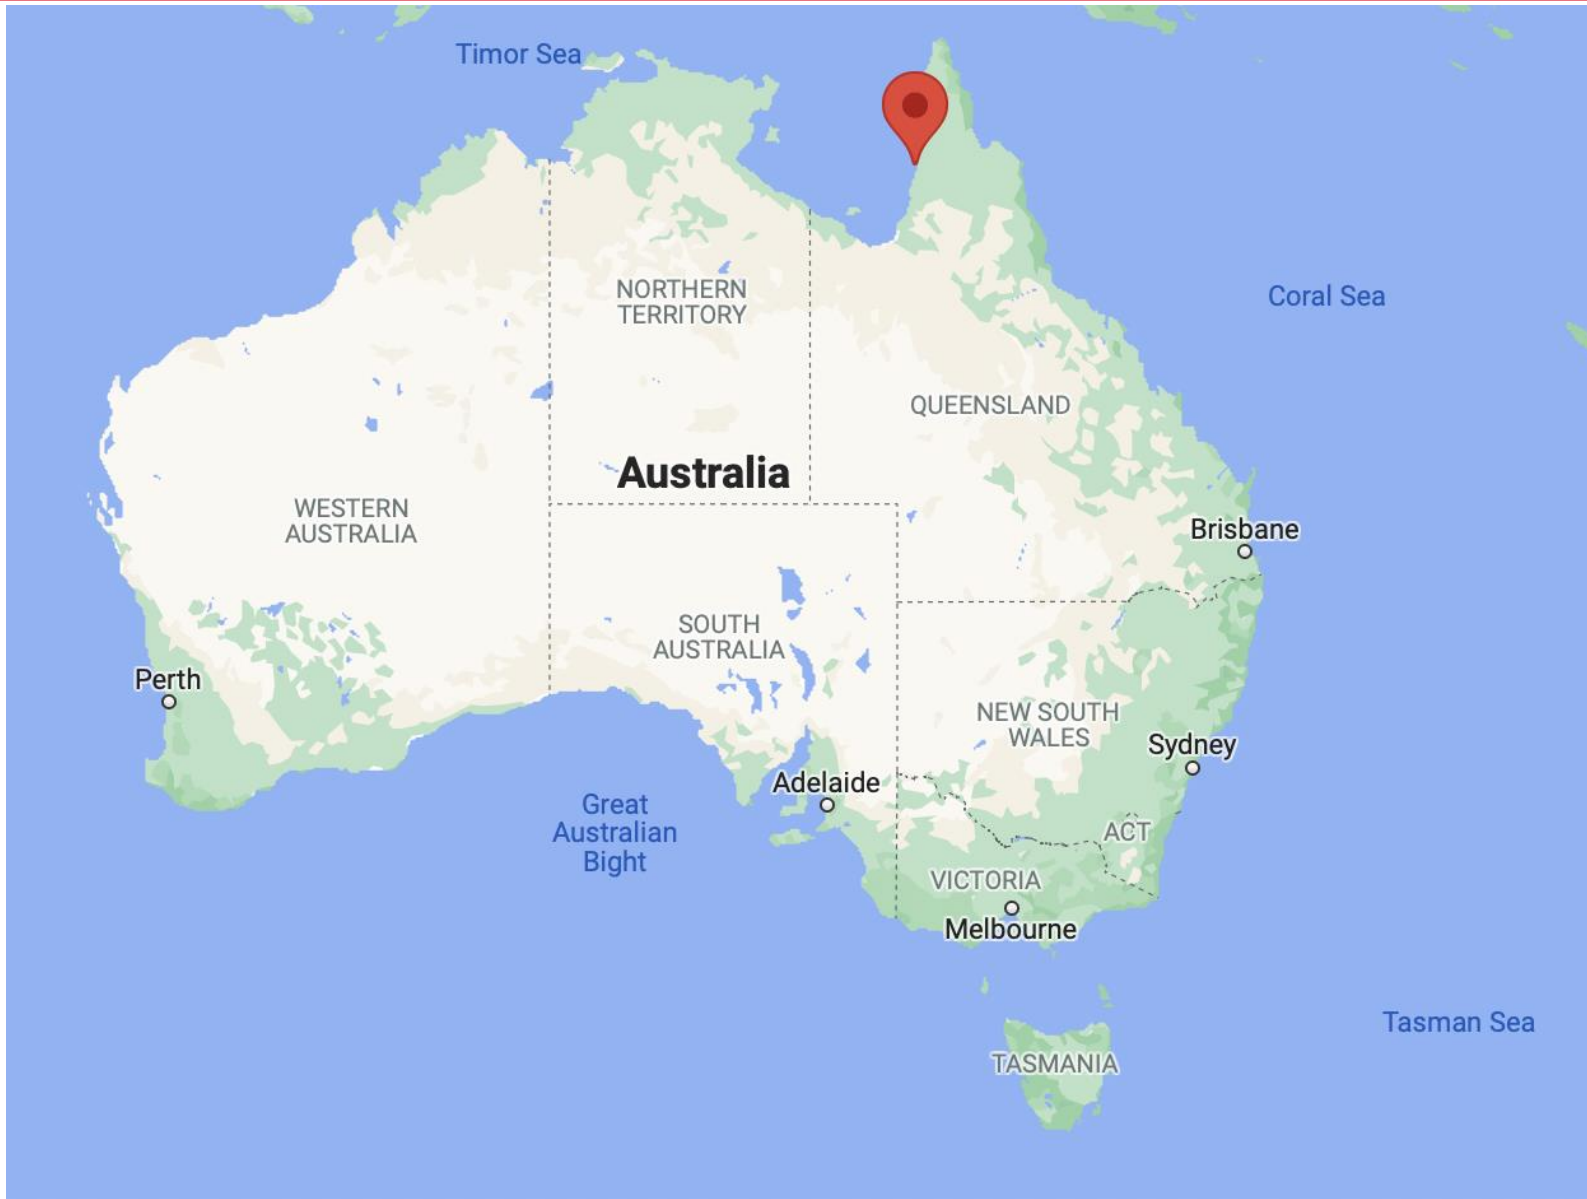 Timor Sea
NORTHERN
TERRITORY
Coral Sea
QUEENSLAND
Australia
WESTERN
AUSTRALIA
Brisbane
SOUTH
AUSTRALIA
Perth
NEW SOUTH
WALES
Sydney
Adelaide
Great
Australian
Bight
ACT
VICTORIA
Melbourne
Tasman Sea
TASMANIA